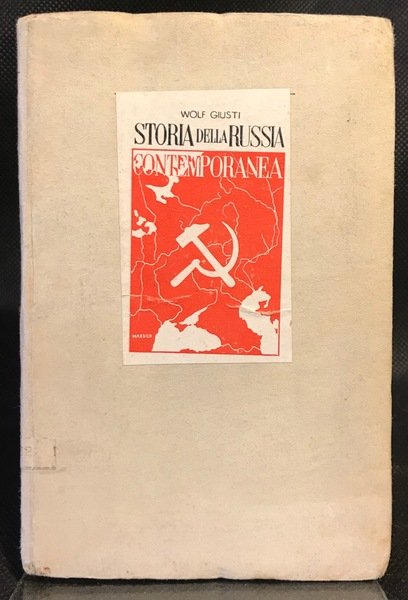 WOLF GIUSTI
STORIA DELLA RUSSIA
CONTEMPORANEA